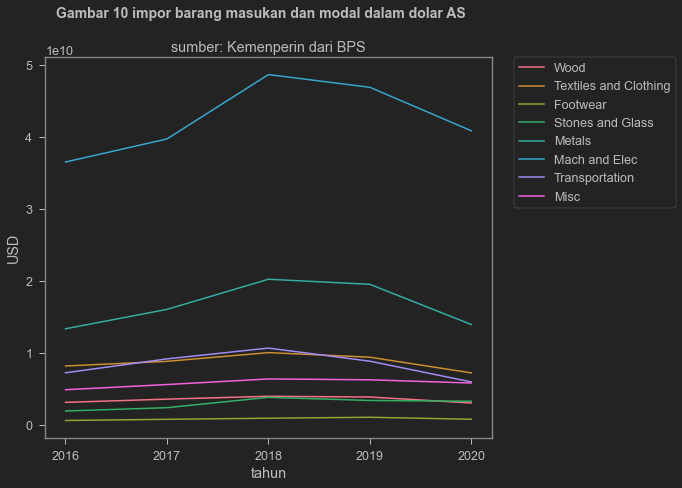 Gambar 10 impor barang masukan dan modal dalam dolar AS
sumber: Kemenperin dari BPS
1e10
5
4
3
2
1
0
USD
2016 2017 2018 2019 2020
tahun
Wood
Textiles and Clothing
Footwear
Stones and Glass
Metals
Mach and Elec
Transportation
Misc